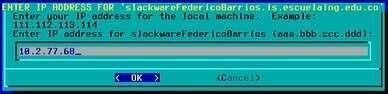 ENTER IP ADDRESS FOR 'slackwareFedericoBarrios.is.escuelaing.edu.co
Enter your IP address for the local machine.  Example:
111.112.113.114
Enter IP address for slackwareFedericoBarrios (aaa.bbb.ccc.ddd):
10.2.77.60
< OK > <Cancel>